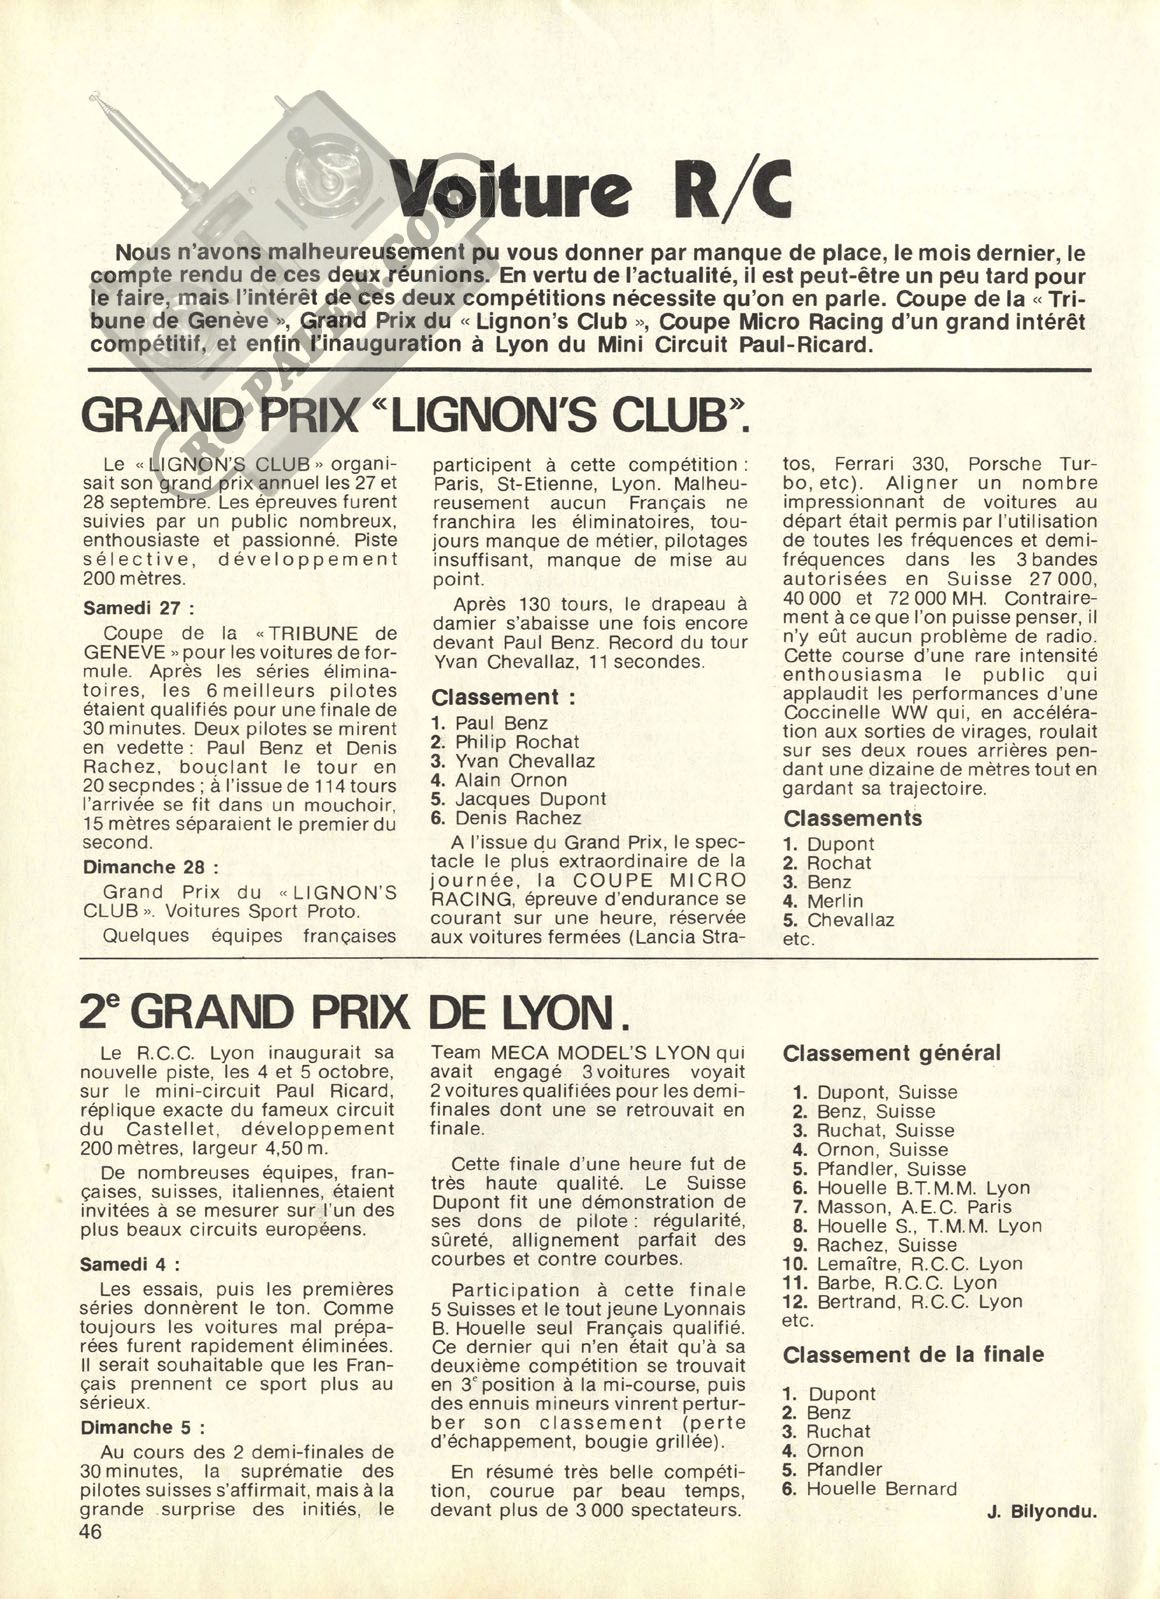 Voiture R/C
Nous n'avons malheureusement pu vous donner par manque de place, le mois dernier, le
compte rendu de ces deux réunions. En vertu de l'actualité, il est peut-être un peu tard pour
le faire, mais l'intérêt de ces deux compétitions nécessite qu'on en parle. Coupe de la « Tri-
bune de Genève », Grand Prix du « Lignon's Club », Coupe Micro Racing d'un grand intérêt
compétitif, et enfin l'inauguration à Lyon du Mini Circuit Paul-Ricard.
RC-PAPIER.COM
GRAND PRIX «LIGNON'S CLUB».
Le « LIGNON'S CLUB » organi-
sait son grand prix annuel les 27 et
28 septembre. Les épreuves furent
suivies par un public nombreux,
enthousiaste et passionné. Piste
sélective, développement
200 mètres.
Samedi 27 :
Coupe de la « TRIBUNE de
GENEVE » pour les voitures de for-
mule. Après les séries élimina-
toires, les 6 meilleurs pilotes
étaient qualifiés pour une finale de
30 minutes. Deux pilotes se mirent
en vedette : Paul Benz et Denis
Rachez, bouclant le tour en
20 secpndes ; à l'issue de 114 tours
l'arrivée se fit dans un mouchoir,
15 mètres séparaient le premier du
second.
Dimanche 28 :
Grand Prix du « LIGNON'S
CLUB ». Voitures Sport Proto.
Quelques équipes françaises
participent à cette compétition :
Paris, St-Etienne, Lyon. Malheu-
reusement aucun Français ne
franchira les éliminatoires, tou-
jours manque de métier, pilotages
insuffisant, manque de mise au
point.
Après 130 tours, le drapeau à
damier s'abaisse une fois encore
devant Paul Benz. Record du tour
Yvan Chevallaz, 11 secondes.
Classement :
1. Paul Benz
2. Philip Rochat
3. Yvan Chevallaz
4. Alain Ornon
5. Jacques Dupont
6. Denis Rachez
A l'issue du Grand Prix, le spec-
tacle le plus extraordinaire de la
journée, la COUPE MICRO
RACING, épreuve d'endurance se
courant sur une heure, réservée
aux voitures fermées (Lancia Stra-
tos, Ferrari 330, Porsche Tur-
bo, etc). Aligner un nombre
impressionnant de voitures au
départ était permis par l'utilisation
de toutes les fréquences et demi-
fréquences dans les 3 bandes
autorisées en Suisse 27 000,
40 000 et 72 000 MH. Contraire-
ment à ce que l'on puisse penser, il
n'y eût aucun problème de radio.
Cette course d'une rare intensité
enthousiasma le public qui
applaudit les performances d'une
Coccinelle WW qui, en accéléra-
tion aux sorties de virages, roulait
sur ses deux roues arrières pen-
dant une dizaine de mètres tout en
gardant sa trajectoire.
Classements
1. Dupont
2. Rochat
3. Benz
4. Merlin
5. Chevallaz
etc.
2e GRAND PRIX DE LYON.
Le R.C.C. Lyon inaugurait sa
nouvelle piste, les 4 et 5 octobre,
sur le mini-circuit Paul Ricard,
réplique exacte du fameux circuit
du Castellet, développement
200 mètres, largeur 4,50 m.
De nombreuses équipes, fran-
çaises, suisses, italiennes, étaient
invitées à se mesurer sur l'un des
plus beaux circuits européens.
Samedi 4 :
Les essais, puis les premières
séries donnèrent le ton. Comme
toujours les voitures mal prépa-
rées furent rapidement éliminées.
Il serait souhaitable que les Fran-
çais prennent ce sport plus au
sérieux.
Dimanche 5 :
Au cours des 2 demi-finales de
30 minutes, la suprématie des
pilotes suisses s'affirmait, mais à la
grande surprise des initiés, le
Team MECA MODEL'S LYON qui
avait engagé 3 voitures voyait
2 voitures qualifiées pour les demi-
finales dont une se retrouvait en
finale.
Cette finale d'une heure fut de
très haute qualité. Le Suisse
Dupont fit une démonstration de
ses dons de pilote : régularité,
sûreté, allignement parfait des
courbes et contre courbes.
Participation à cette finale
5 Suisses et le tout jeune Lyonnais
B. Houelle seul Français qualifié.
Ce dernier qui n'en était qu'à sa
deuxième compétition se trouvait
en 3e position à la mi-course, puis
des ennuis mineurs vinrent pertur-
ber son classement (perte
d'échappement, bougie grillée).
En résumé très belle compéti-
tion, courue par beau temps,
devant plus de 3 000 spectateurs.
Classement général
1. Dupont, Suisse
2. Benz, Suisse
3. Ruchat, Suisse
4. Ornon, Suisse
5. Pfandler, Suisse
6. Houelle B.T.M.M. Lyon
7. Masson, A.E.C. Paris
8. Houelle S., T.M.M. Lyon
9. Rachez, Suisse
10. Lemaître, R.C.C. Lyon
11. Barbe, R.C.C. Lyon
12. Bertrand, R.C.C. Lyon
etc.
Classement de la finale
1. Dupont
2. Benz
3. Ruchat
4. Ornon
5. Pfandler
6. Houelle Bernard
J. Bilyondu.
46